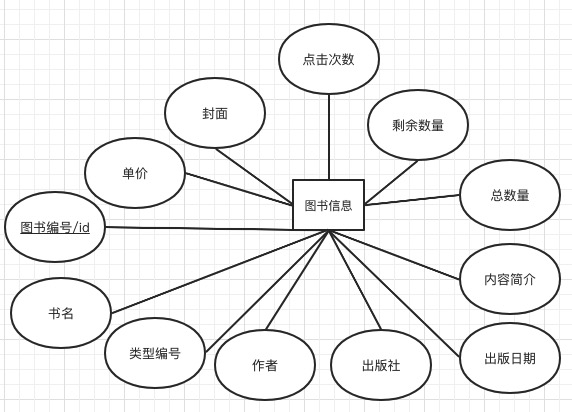 点击次数
封面
剩余数量
单价
总数量
图书信息
图书编号/id
内容简介
书名
类型编号
作者
出版社
出版日期